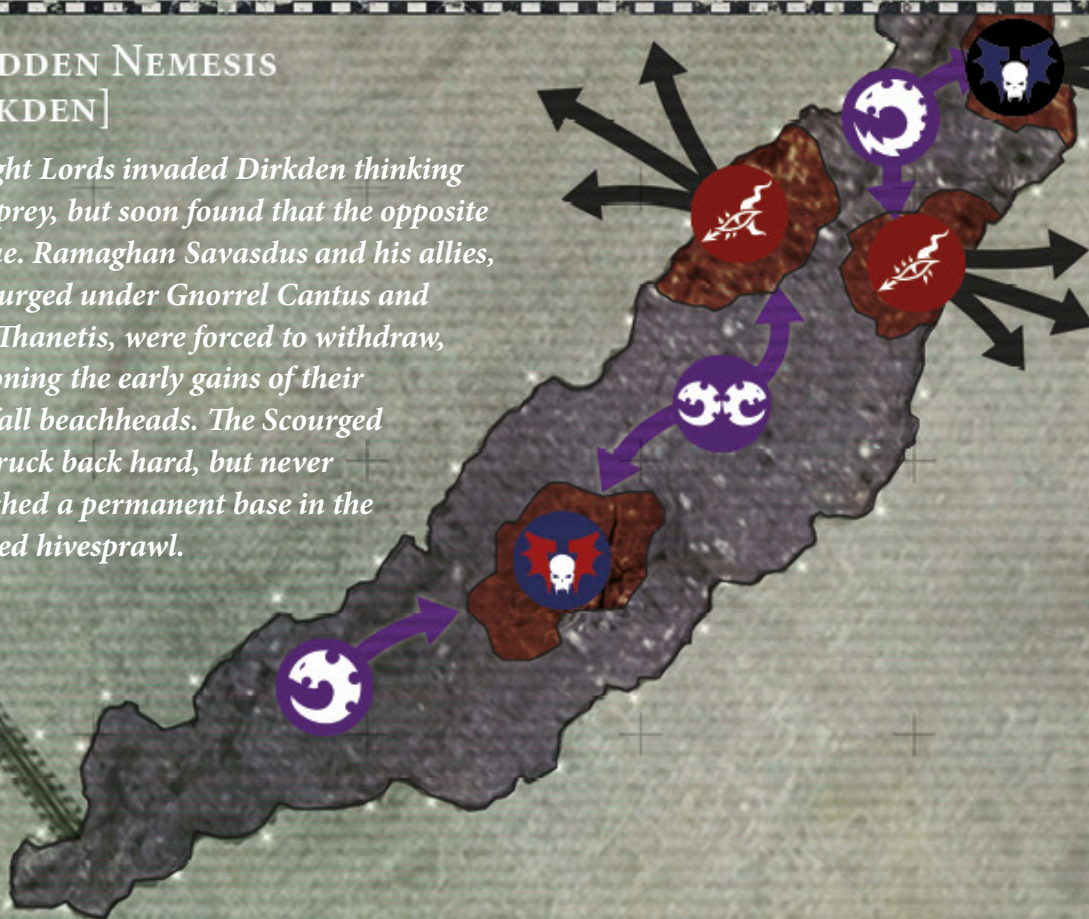 DDEN NEMESIS
KDEN]
ght Lords invaded Dirkden thinking
prey, but soon found that the opposite
ue. Ramaghan Savasdus and his allies,
urged under Gnorrel Cantus and
Thanetis, were forced to withdraw,
oning the early gains of their
fall beachheads. The Scourged
ruck back hard, but never
hed a permanent base in the
ed hivesprawl.